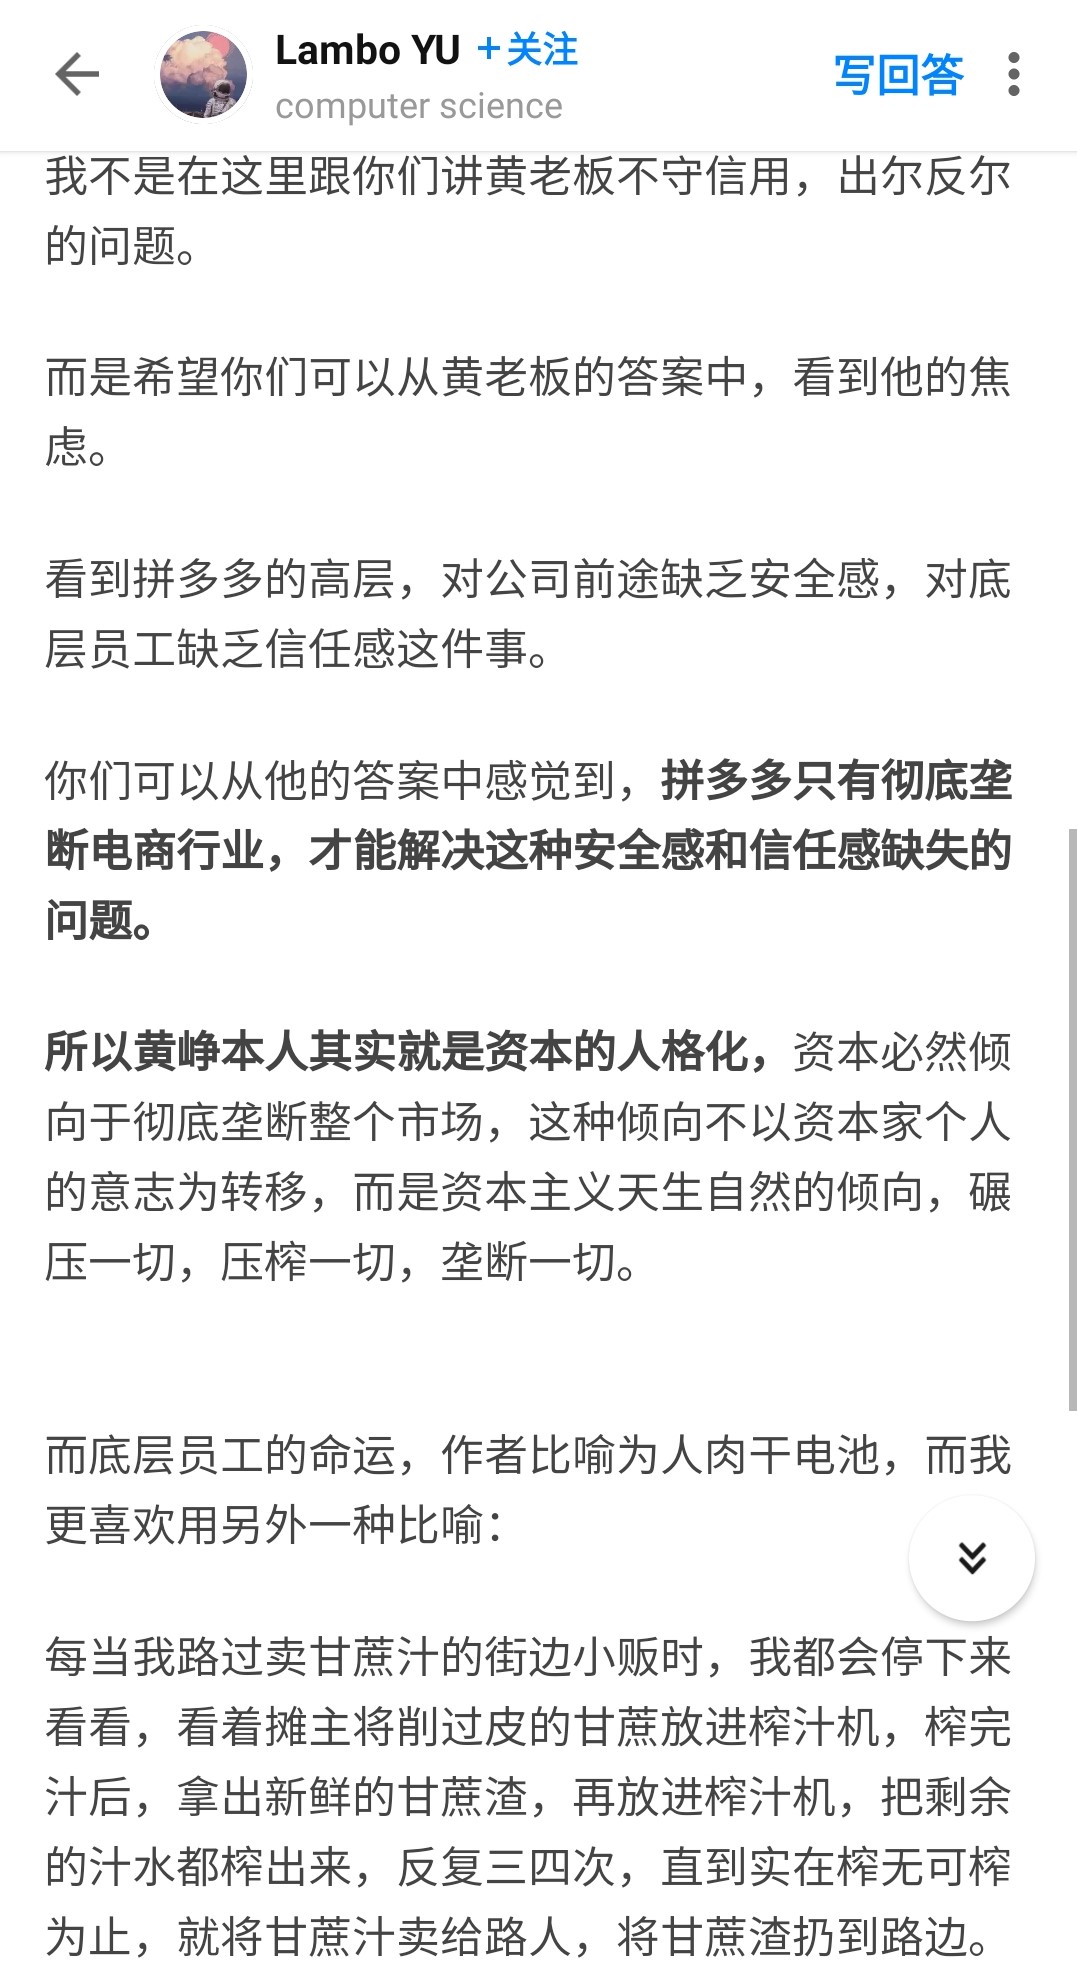 Lambo YU +关注
computer science
写回答
我不是在这里跟你们讲黄老板不守信用，出尔反尔
的问题。
而是希望你们可以从黄老板的答案中，看到他的焦
虑。
看到拼多多的高层，对公司前途缺乏安全感，对底
层员工缺乏信任感这件事。
你们可以从他的答案中感觉到，拼多多只有彻底垄
断电商行业，才能解决这种安全感和信任感缺失的
问题。
所以黄峥本人其实就是资本的人格化，资本必然倾
向于彻底垄断整个市场，这种倾向不以资本家个人
的意志为转移，而是资本主义天生自然的倾向，碾
压一切，压榨一切，垄断一切。
而底层员工的命运，作者比喻为人肉干电池，而我
更喜欢用另外一种比喻：
每当我路过卖甘蔗汁的街边小贩时，我都会停下来
看看，看着摊主将削过皮的甘蔗放进榨汁机，榨完
汁后，拿出新鲜的甘蔗渣，再放进榨汁机，把剩余
的汁水都榨出来，反复三四次，直到实在榨无可榨
为止，就将甘蔗汁卖给路人，将甘蔗渣扔到路边。